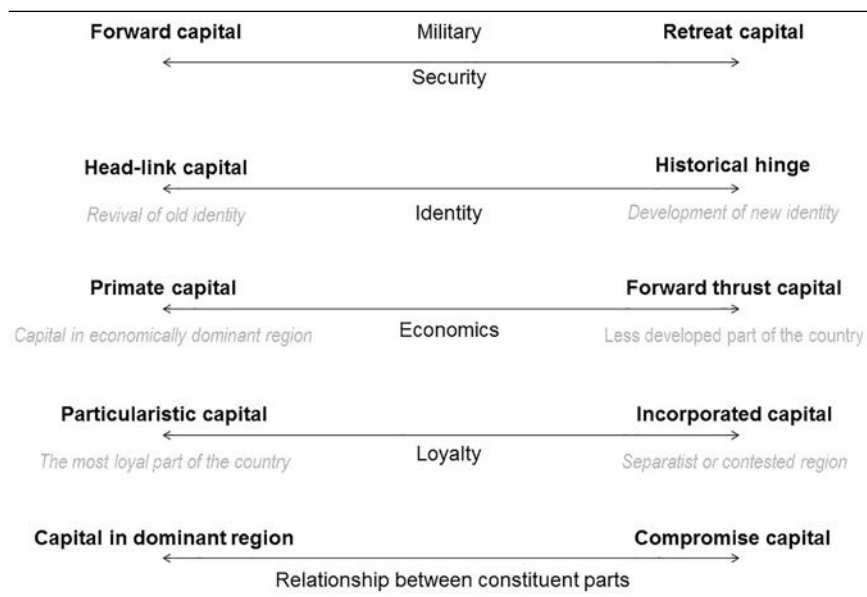 Forward capital Military Retreat capital
Security
Head-link capital Historical hinge
Revival of old identity Identity Development of new identity
Primate capital Forward thrust capital
Capital in economically dominant region Economics Less developed part of the country
Particularistic capital Incorporated capital
The most loyal part of the country Loyalty Separatist or contested region
Capital in dominant region Compromise capital
Relationship between constituent parts